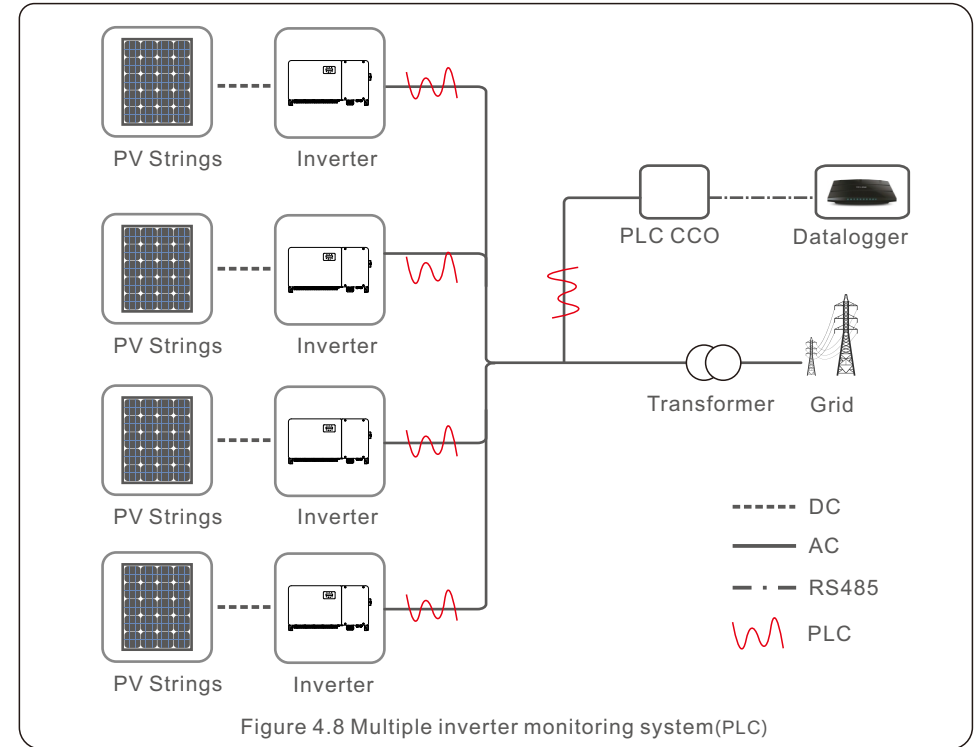 PV Strings
Inverter
PLC CCO
Datalogger
PV Strings
Inverter
Transformer
Grid
PV Strings
Inverter
DC
AC
RS485
PLC
PV Strings
Inverter
Figure 4.8 Multiple inverter monitoring system(PLC)